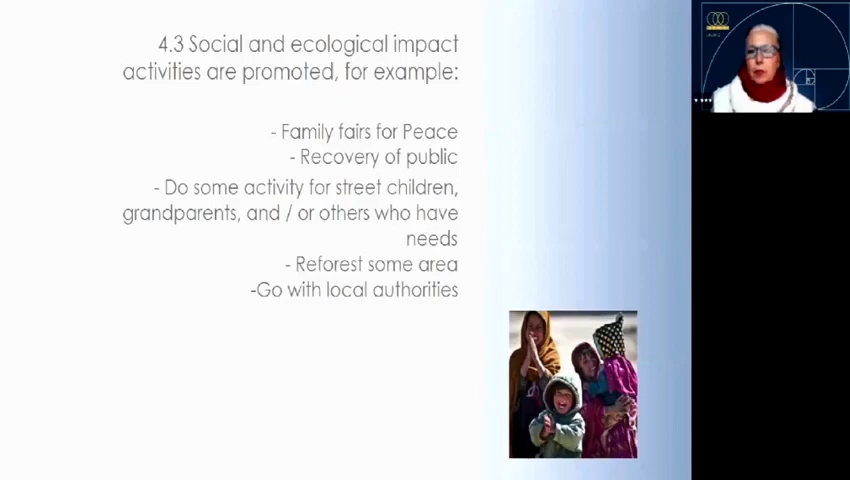 4.3 Social and ecological impact
activities are promoted, for example:
- Family fairs for Peace
- Recovery of public
- Do some activity for street children,
grandparents, and / or others who have
needs
- Reforest some area
-Go with local authorities